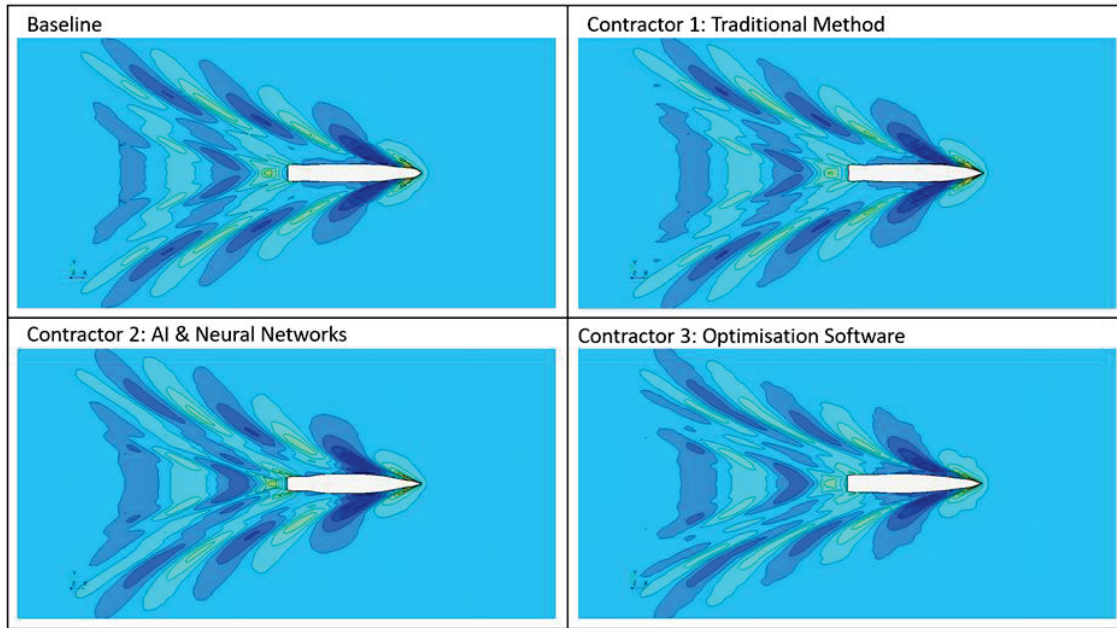 Baseline
Contractor 1: Traditional Method
Contractor 2: AI & Neural Networks
Contractor 3: Optimisation Software